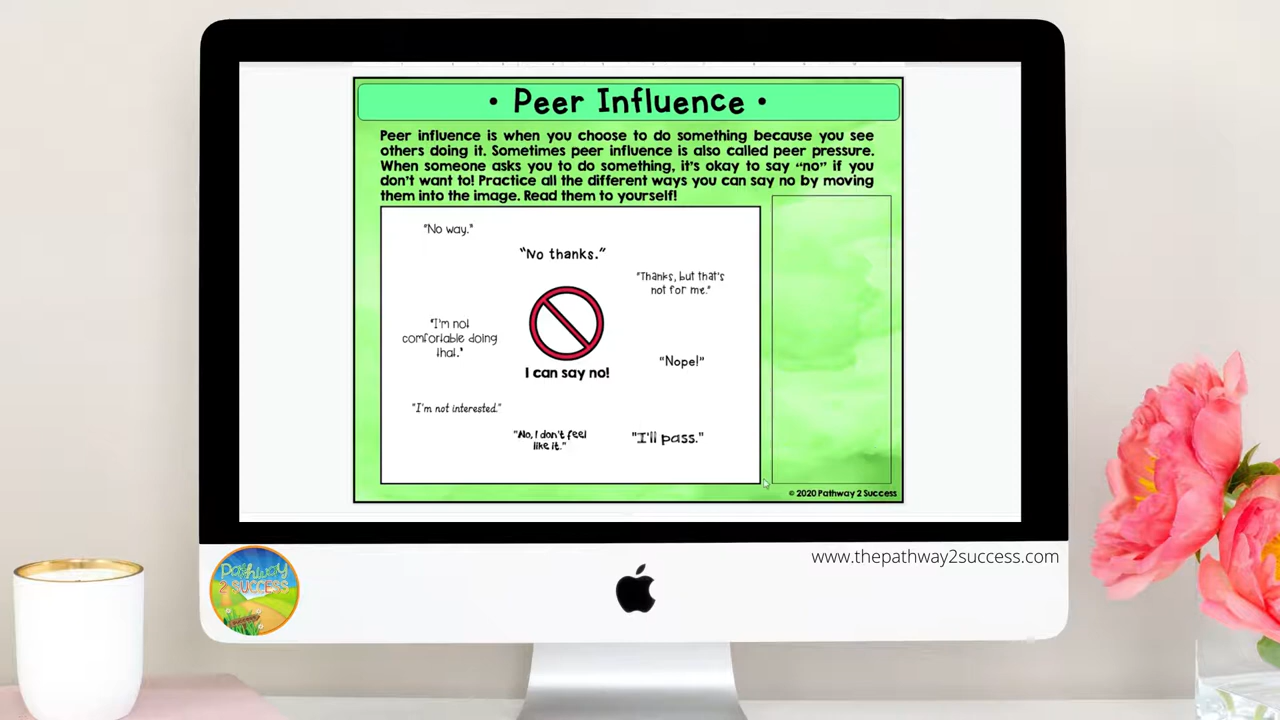 • Peer Influence •
Peer influence is when you choose to do something because you see
others doing it. Sometimes peer influence is also called peer pressure.
When someone asks you to do something, it's okay to say "no" if you
don't want to! Practice all the different ways you can say no by moving
them into the image. Read them to yourself!
"No way."
"No thanks."
"Thanks, but that's
not for me."
"I'm not
comfortable doing
that."
I can say no!
"Nope!"
"I'm not interested."
"No, I don't feel
like it."
"I'll pass."
© 2020 Pathway 2 Success
Pathway
2 SUCCESS
www.thepathway2success.com